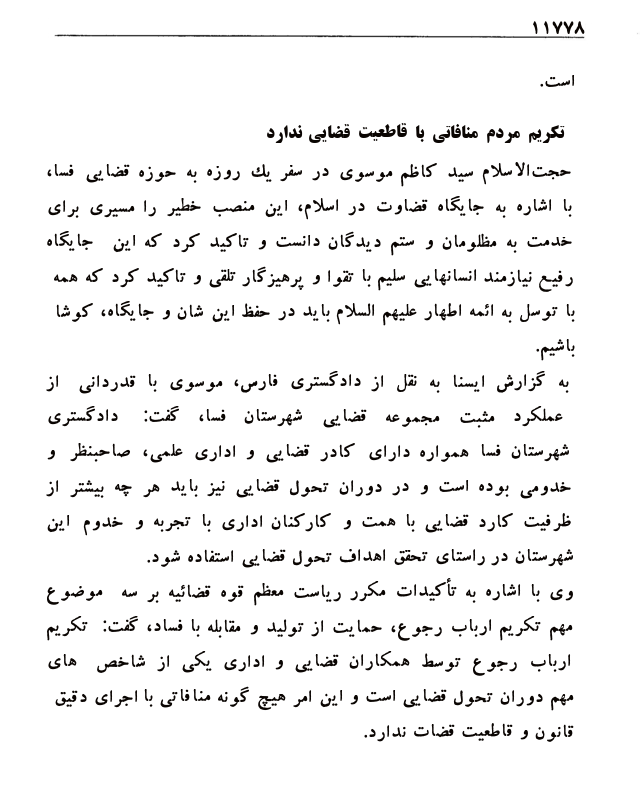 ۱۱۷۷۸
است.
تکریم مردم منافاتی با قاطعیت قضایی ندارد
حجت‌الاسلام سید کاظم موسوی در سفر یك روزه به حوزه قضایی فسا،
با اشاره به جایگاه قضاوت در اسلام، این منصب خطیر را مسیری برای
خدمت به مظلومان و ستم دیدگان دانست و تاکید کرد که این جایگاه
رفیع نیازمند انسانهایی سلیم با تقوا و پرهیزگار تلقی و تاکید کرد که همه
با توسل به ائمه اطهار علیهم السلام باید در حفظ این شان و جایگاه، کوشا
باشیم.
به گزارش ایسنا به نقل از دادگستری فارس، موسوی با قدردانی از
عملکرد مثبت مجموعه قضایی شهرستان فسا، گفت: دادگستری
شهرستان فسا همواره دارای کادر قضایی و اداری علمی، صاحبنظر و
خدومی بوده است و در دوران تحول قضایی نیز باید هر چه بیشتر از
ظرفیت کارد قضایی با همت و کارکنان اداری با تجربه و خدوم این
شهرستان در راستای تحقق اهداف تحول قضایی استفاده شود.
وی با اشاره به تأکیدات مکرر ریاست معظم قوه قضائیه بر سه موضوع
مهم تکریم ارباب رجوع، حمایت از تولید و مقابله با فساد، گفت: تکریم
ارباب رجوع توسط همکاران قضایی و اداری یکی از شاخص های
مهم دوران تحول قضایی است و این امر هیچ گونه منافاتی با اجرای دقیق
قانون و قاطعیت قضات ندارد.